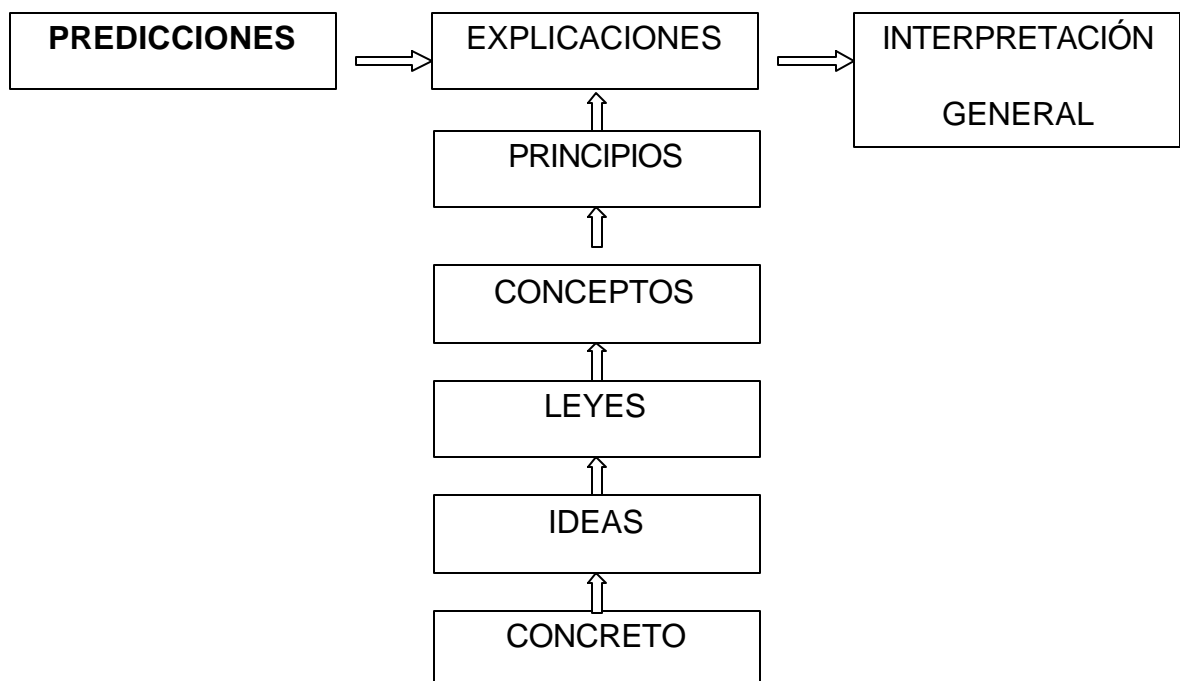 PREDICCIONES
EXPLICACIONES
INTERPRETACIÓN
GENERAL
PRINCIPIOS
CONCEPTOS
LEYES
IDEAS
CONCRETO